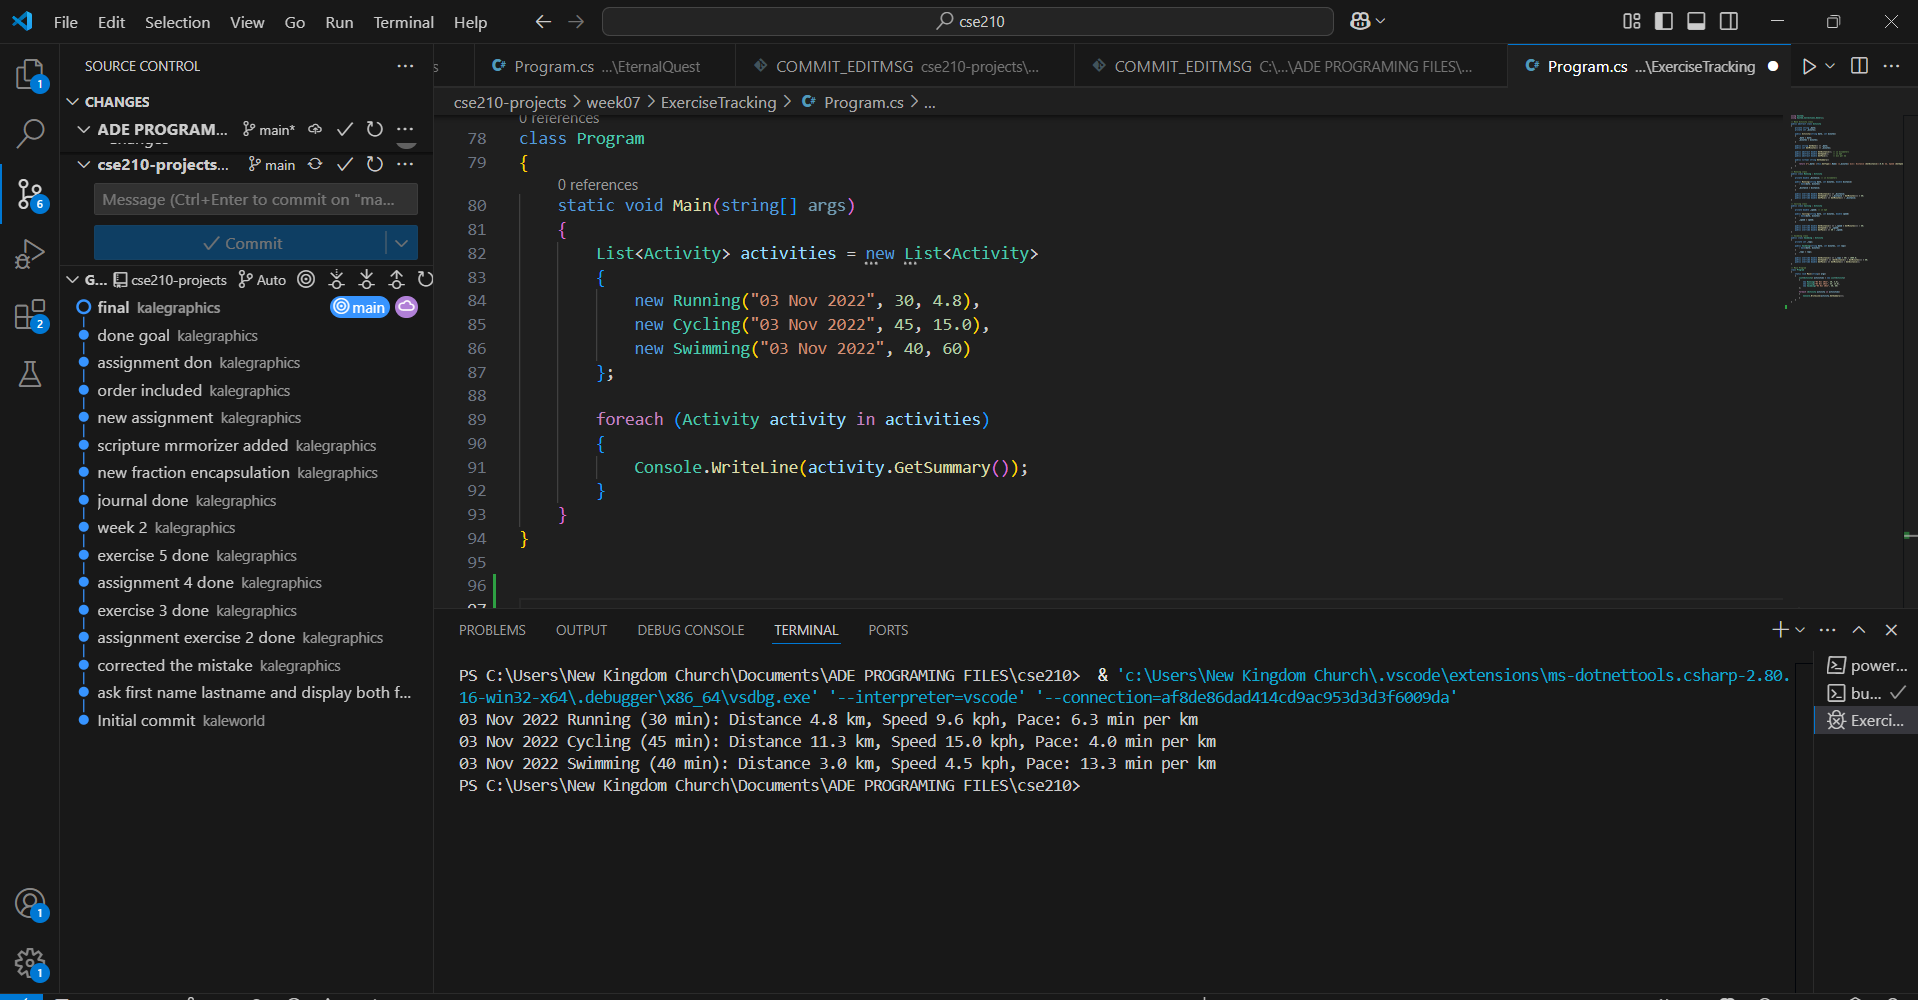 File Edit Selection View Go Run Terminal Help
cse210
SOURCE CONTROL
s
Program.cs ...\EternalQuest
COMMIT_EDITMSG cse210-projects\...
COMMIT_EDITMSG C:\...\ADE PROGRAMING FILES\...
Program.cs ...\ExerciseTracking
CHANGES
cse210-projects > week07 > ExerciseTracking > Program.cs > ...
ADE PROGRAM... main*
Changes
cse210-projects... main
Message (Ctrl+Enter to commit on "ma...
Commit
G... cse210-projects Auto
final kalegraphics main
done goal kalegraphics
assignment don kalegraphics
order included kalegraphics
new assignment kalegraphics
scripture mrmorizer added kalegraphics
new fraction encapsulation kalegraphics
journal done kalegraphics
week 2 kalegraphics
exercise 5 done kalegraphics
assignment 4 done kalegraphics
exercise 3 done kalegraphics
assignment exercise 2 done kalegraphics
corrected the mistake kalegraphics
ask first name lastname and display both f...
Initial commit kaleworld
1
6
2
1
1
0 references
78 class Program
79 {
0 references
80 static void Main(string[] args)
81 {
82 List<Activity> activities = new List<Activity>
83 {
84 new Running("03 Nov 2022", 30, 4.8),
85 new Cycling("03 Nov 2022", 45, 15.0),
86 new Swimming("03 Nov 2022", 40, 60)
87 };
88
89 foreach (Activity activity in activities)
90 {
91 Console.WriteLine(activity.GetSummary());
92 }
93 }
94 }
95
96
97
PROBLEMS OUTPUT DEBUG CONSOLE TERMINAL PORTS
PS C:\Users\New Kingdom Church\Documents\ADE PROGRAMING FILES\cse210> & 'c:\Users\New Kingdom Church\.vscode\extensions\ms-dotnettools.csharp-2.80.
16-win32-x64\.debugger\x86_64\vsdbg.exe' '--interpreter=vscode' '--connection=af8de86dad414cd9ac953d3d3f6009da'
03 Nov 2022 Running (30 min): Distance 4.8 km, Speed 9.6 kph, Pace: 6.3 min per km
03 Nov 2022 Cycling (45 min): Distance 11.3 km, Speed 15.0 kph, Pace: 4.0 min per km
03 Nov 2022 Swimming (40 min): Distance 3.0 km, Speed 4.5 kph, Pace: 13.3 min per km
PS C:\Users\New Kingdom Church\Documents\ADE PROGRAMING FILES\cse210>
power...
bu...
Exerci...